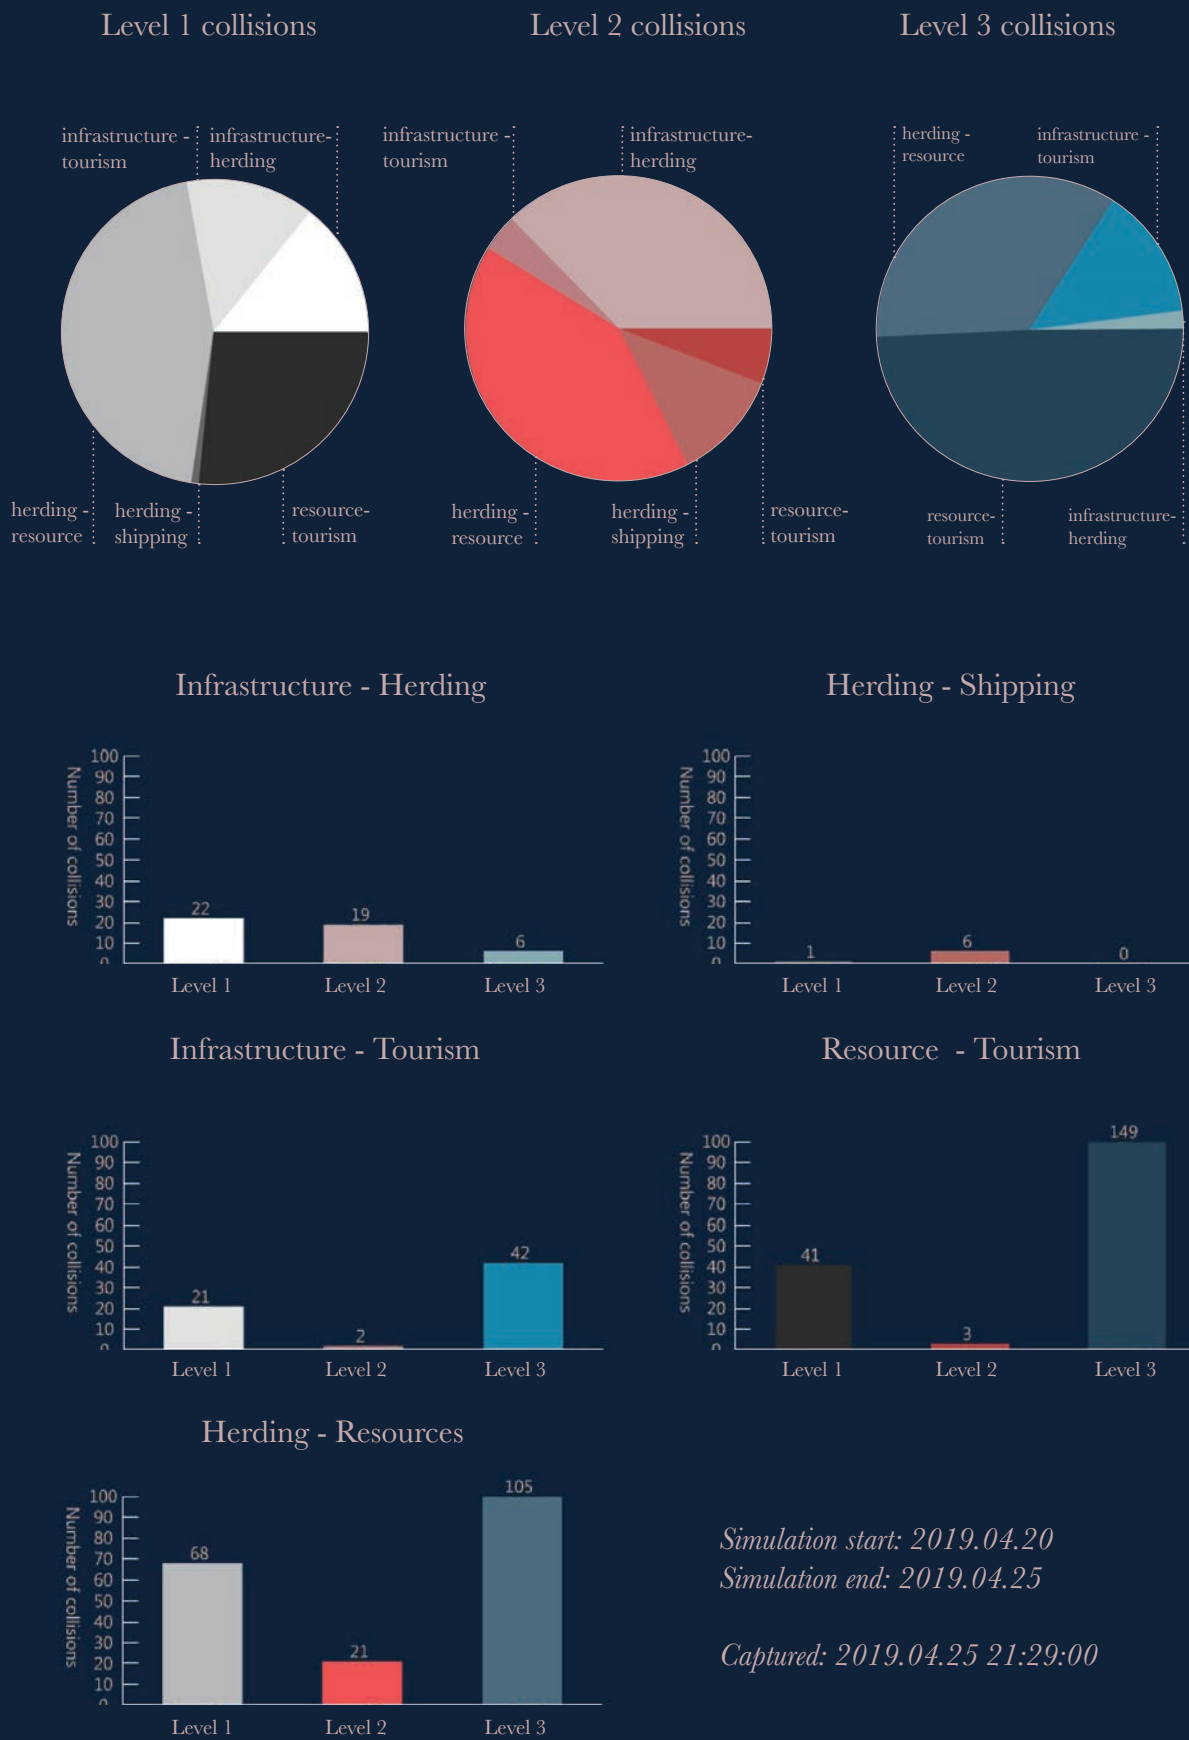 Level 1 collisions
Level 2 collisions
Level 3 collisions
infrastructure -
tourism
infrastructure-
herding
infrastructure -
tourism
infrastructure-
herding
herding -
resource
infrastructure -
tourism
herding -
resource
herding -
shipping
resource-
tourism
herding -
resource
herding -
shipping
resource-
tourism
resource-
tourism
infrastructure-
herding
Infrastructure - Herding
Number of collisions
100
90
80
70
60
50
40
30
20
10
0
22
19
6
Level 1
Level 2
Level 3
Herding - Shipping
Number of collisions
100
90
80
70
60
50
40
30
20
10
0
1
6
0
Level 1
Level 2
Level 3
Infrastructure - Tourism
Number of collisions
100
90
80
70
60
50
40
30
20
10
0
21
2
42
Level 1
Level 2
Level 3
Resource - Tourism
Number of collisions
100
90
80
70
60
50
40
30
20
10
0
41
3
149
Level 1
Level 2
Level 3
Herding - Resources
Number of collisions
100
90
80
70
60
50
40
30
20
10
0
68
21
105
Level 1
Level 2
Level 3
Simulation start: 2019.04.20
Simulation end: 2019.04.25
Captured: 2019.04.25 21:29:00